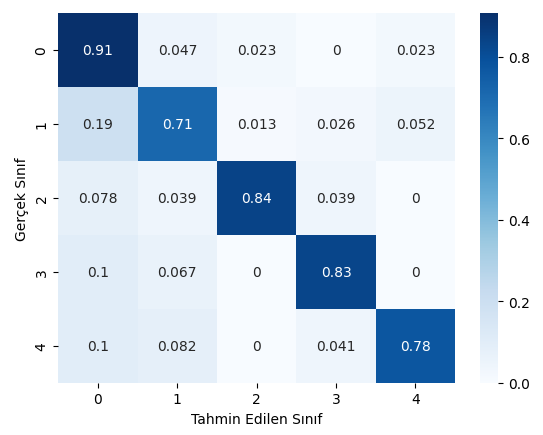 0 0.91 0.047 0.023 0 0.023
1 0.19 0.71 0.013 0.026 0.052
2 0.078 0.039 0.84 0.039 0
3 0.1 0.067 0 0.83 0
4 0.1 0.082 0 0.041 0.78
0 1 2 3 4
Tahmin Edilen Sınıf
Gerçek Sınıf
0.8
0.6
0.4
0.2
0.0